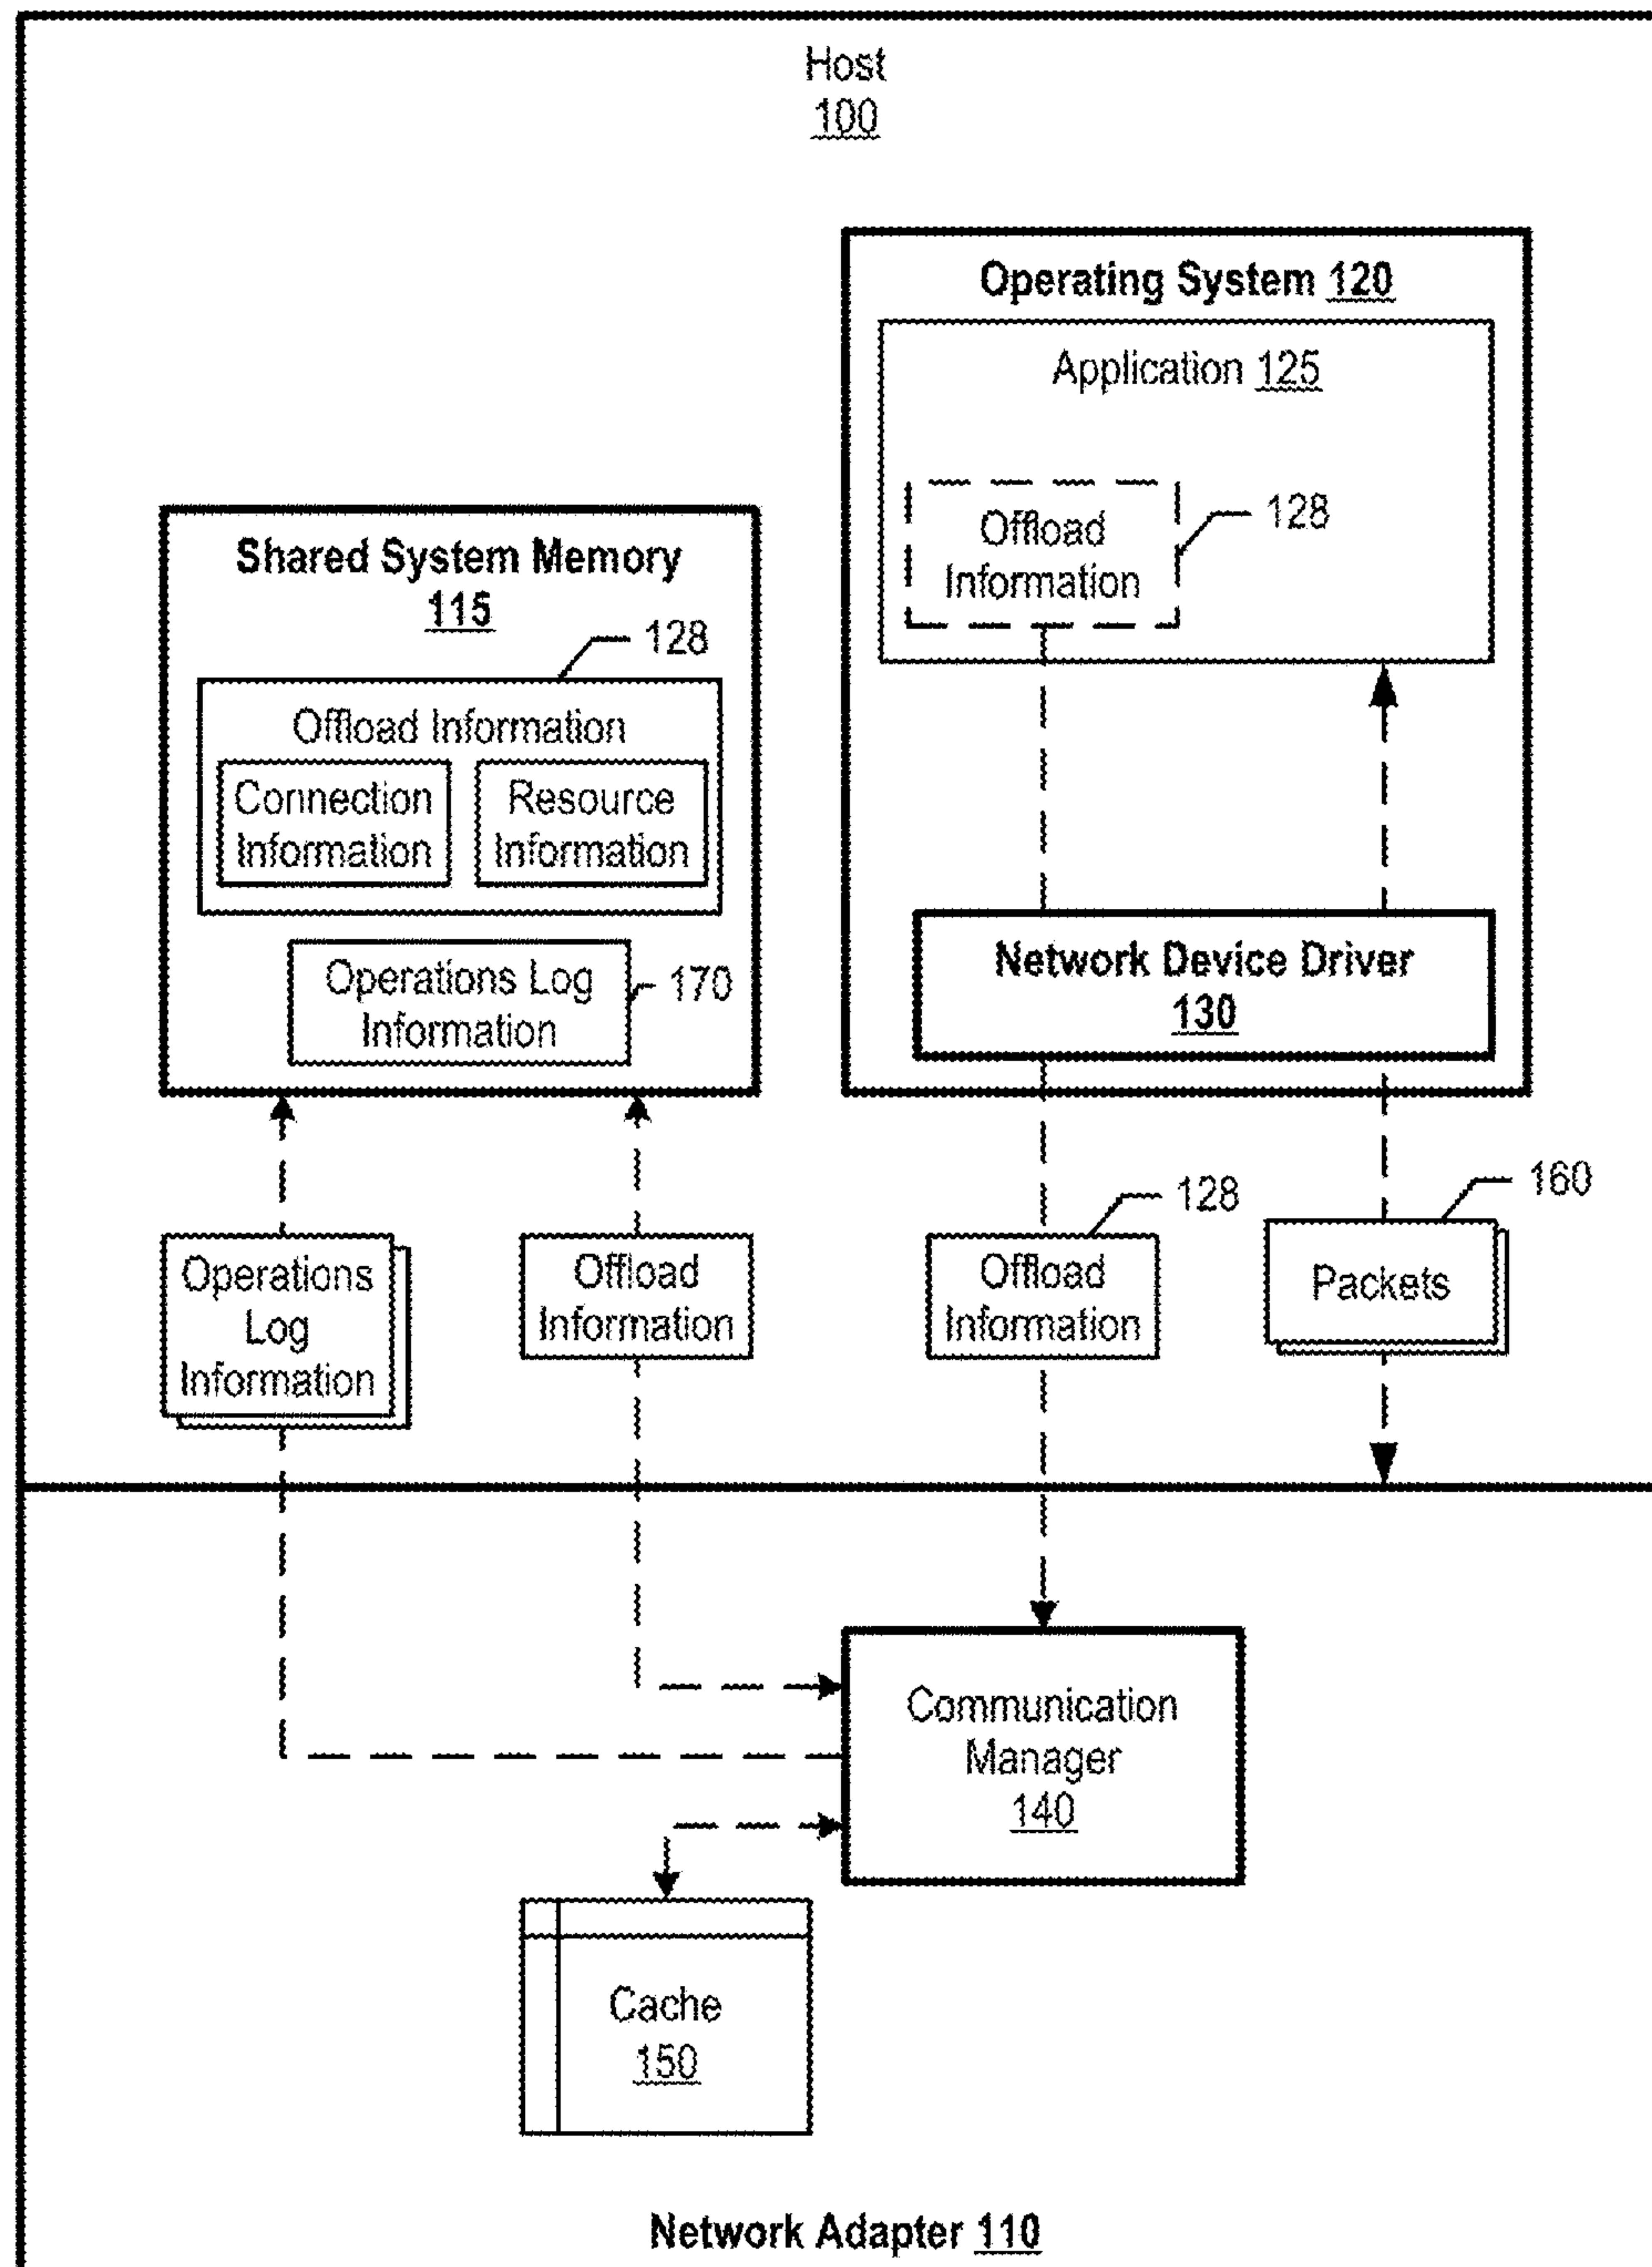 Host
100
Operating System 120
Application 125
Offload
Information
128
Shared System Memory
115
128
Offload Information
Connection
Information
Resource
Information
Operations Log
Information
170
Network Device Driver
130
Operations
Log
Information
Offload
Information
128
Offload
Information
160
Packets
Communication
Manager
140
Cache
150
Network Adapter 110